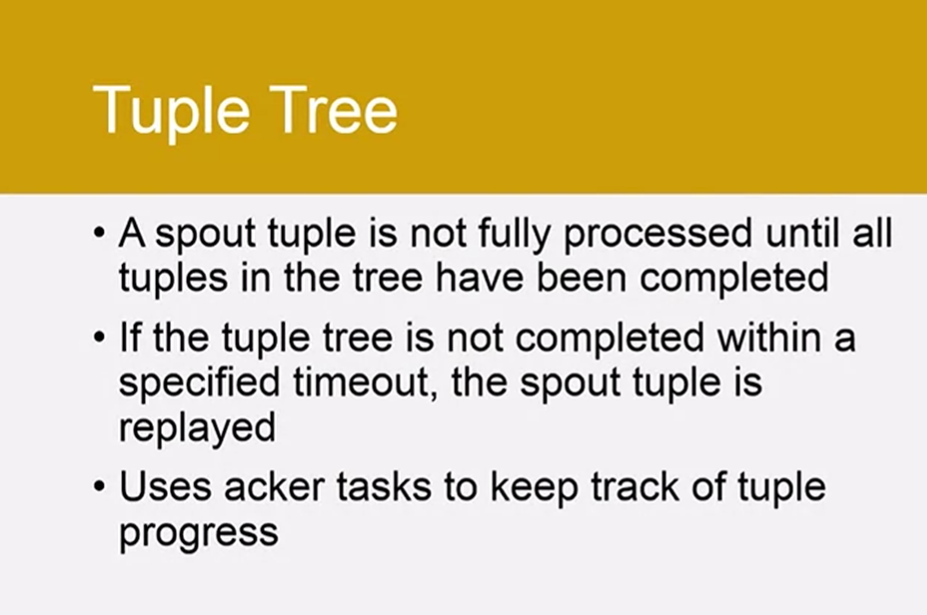 Tuple Tree
• A spout tuple is not fully processed until all
tuples in the tree have been completed
• If the tuple tree is not completed within a
specified timeout, the spout tuple is
replayed
• Uses acker tasks to keep track of tuple
progress